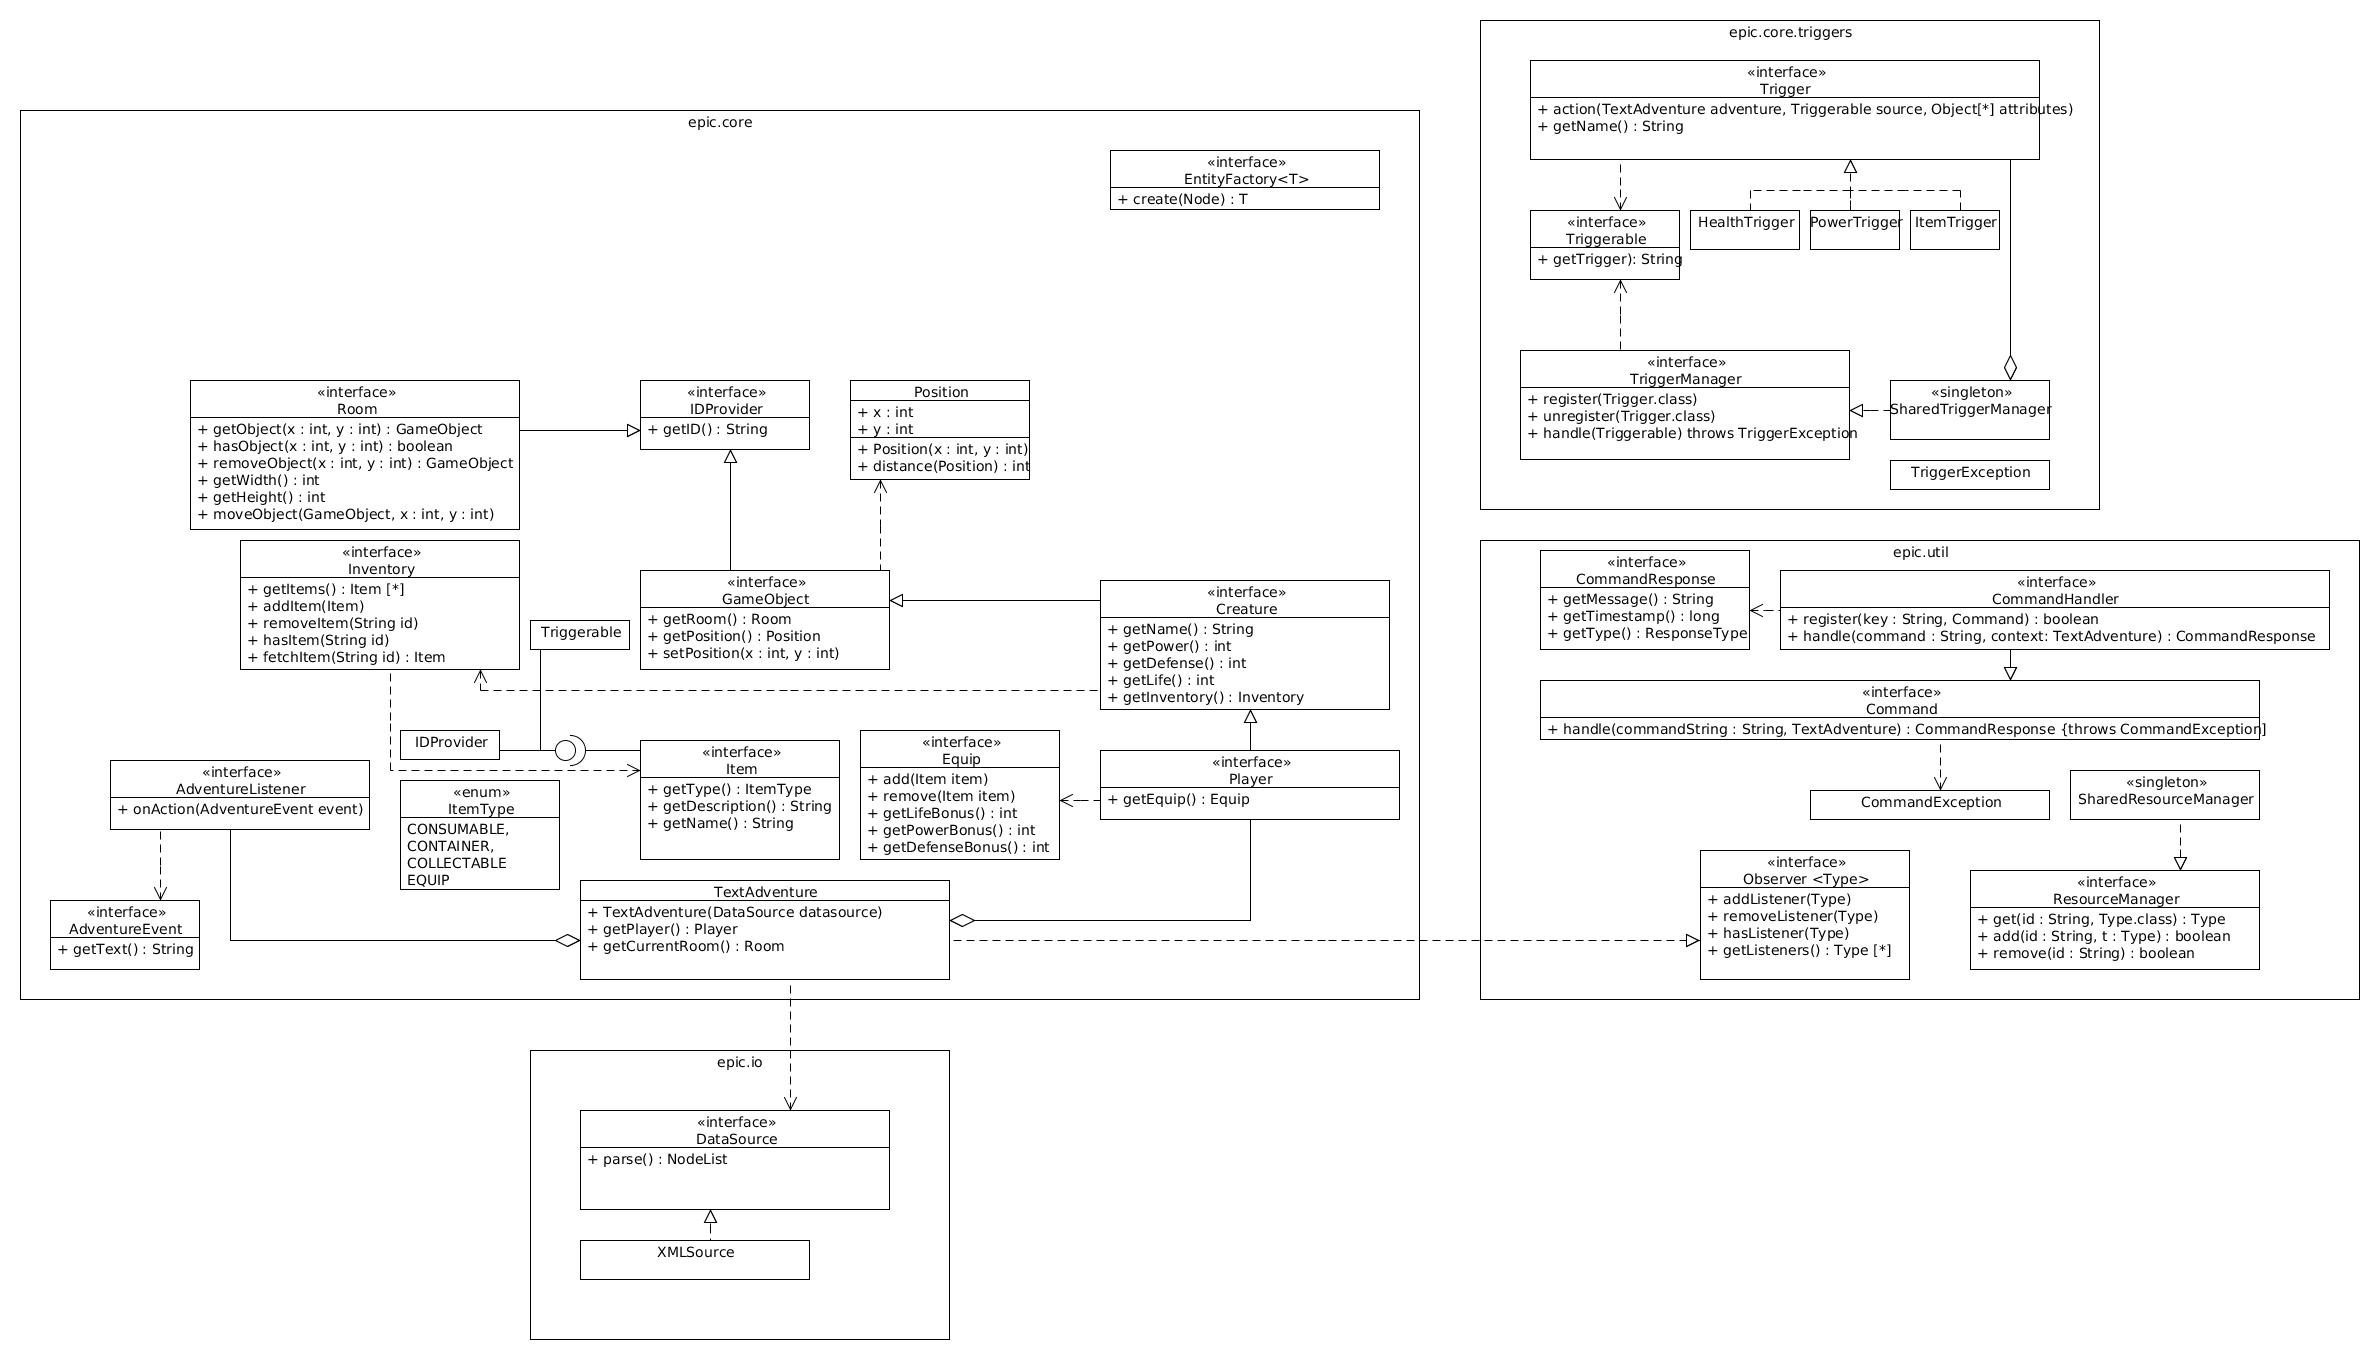 epic.core.triggers
«interface»
Trigger
+ action(TextAdventure adventure, Triggerable source, Object[*] attributes)
+ getName() : String
«interface»
Triggerable
+ getTrigger): String
HealthTrigger
PowerTrigger
ItemTrigger
«interface»
TriggerManager
+ register(Trigger.class)
+ unregister(Trigger.class)
+ handle(Triggerable) throws TriggerException
«singleton»
SharedTriggerManager
TriggerException
epic.core
«interface»
EntityFactory<T>
+ create(Node) : T
«interface»
Room
+ getObject(x : int, y : int) : GameObject
+ hasObject(x : int, y : int) : boolean
+ removeObject(x : int, y : int) : GameObject
+ getWidth() : int
+ getHeight() : int
+ moveObject(GameObject, x : int, y : int)
«interface»
IDProvider
+ getID() : String
Position
+ x : int
+ y : int
+ Position(x : int, y : int)
+ distance(Position) : int
«interface»
Inventory
+ getItems() : Item [*]
+ addItem(Item)
+ removeItem(String id)
+ hasItem(String id)
+ fetchItem(String id) : Item
Triggerable
«interface»
GameObject
+ getRoom() : Room
+ getPosition() : Position
+ setPosition(x : int, y : int)
«interface»
Creature
+ getName() : String
+ getPower() : int
+ getDefense() : int
+ getLife() : int
+ getInventory() : Inventory
IDProvider
«interface»
AdventureListener
+ onAction(AdventureEvent event)
«enum»
ItemType
CONSUMABLE,
CONTAINER,
COLLECTABLE
EQUIP
«interface»
Item
+ getType() : ItemType
+ getDescription() : String
+ getName() : String
«interface»
Equip
+ add(Item item)
+ remove(Item item)
+ getLifeBonus() : int
+ getPowerBonus() : int
+ getDefenseBonus() : int
«interface»
Player
+ getEquip() : Equip
«interface»
AdventureEvent
+ getText() : String
TextAdventure
+ TextAdventure(DataSource datasource)
+ getPlayer() : Player
+ getCurrentRoom() : Room
epic.util
«interface»
CommandResponse
+ getMessage() : String
+ getTimestamp() : long
+ getType() : ResponseType
«interface»
CommandHandler
+ register(key : String, Command) : boolean
+ handle(command : String, context: TextAdventure) : CommandResponse
«interface»
Command
+ handle(commandString : String, TextAdventure) : CommandResponse {throws CommandException]
CommandException
«singleton»
SharedResourceManager
«interface»
Observer <Type>
+ addListener(Type)
+ removeListener(Type)
+ hasListener(Type)
+ getListeners() : Type [*]
«interface»
ResourceManager
+ get(id : String, Type.class) : Type
+ add(id : String, t : Type) : boolean
+ remove(id : String) : boolean
epic.io
«interface»
DataSource
+ parse() : NodeList
XMLSource